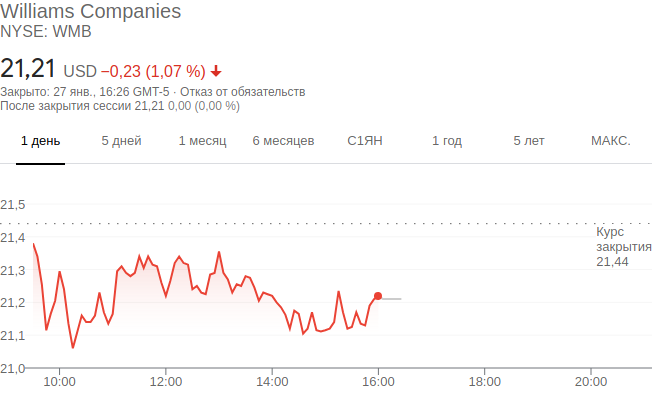 Williams Companies
NYSE: WMB
21,21 USD −0,23 (1,07 %)
Закрыто: 27 янв., 16:26 GMT-5 · Отказ от обязательств
После закрытия сессии 21,21 0,00 (0,00 %)
1 день 5 дней 1 месяц 6 месяцев С1ЯН 1 год 5 лет МАКС.
21,5
21,4
Курс
закрытия
21,44
21,3
21,2
21,1
21,0
10:00 12:00 14:00 16:00 18:00 20:00